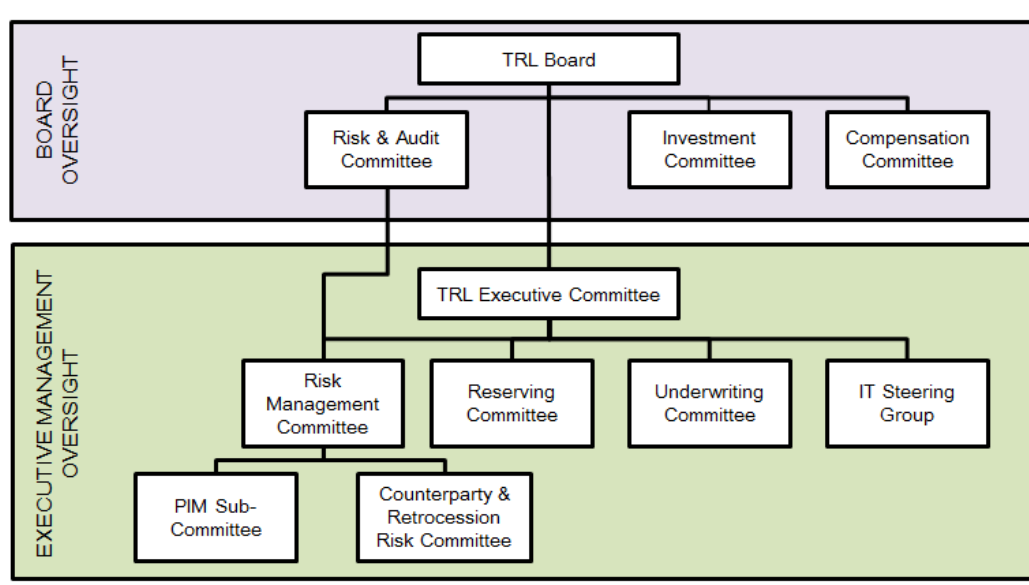 BOARD
OVERSIGHT
TRL Board
Risk & Audit
Committee
Investment
Committee
Compensation
Committee
EXECUTIVE MANAGEMENT
OVERSIGHT
TRL Executive Committee
Risk
Management
Committee
Reserving
Committee
Underwriting
Committee
IT Steering
Group
PIM Sub-
Committee
Counterparty &
Retrocession
Risk Committee